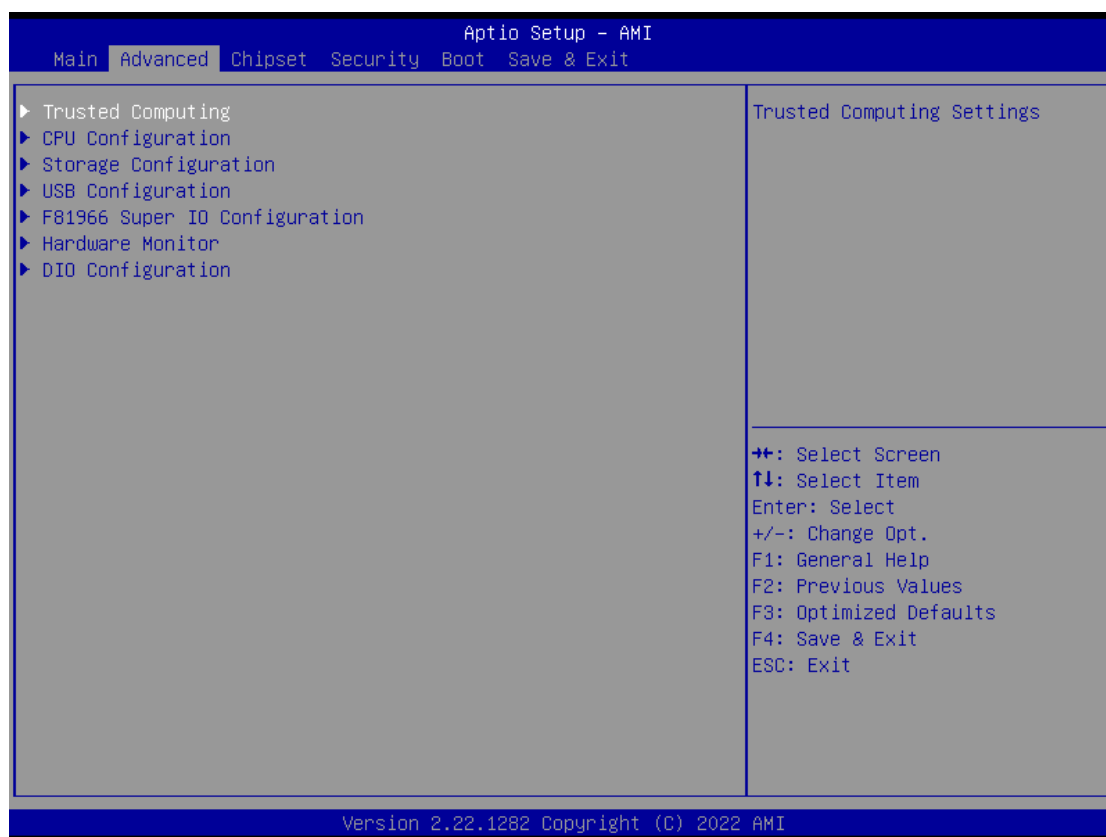 Aptio Setup – AMI
Main Advanced Chipset Security Boot Save & Exit
▶ Trusted Computing
▶ CPU Configuration
▶ Storage Configuration
▶ USB Configuration
▶ F81966 Super IO Configuration
▶ Hardware Monitor
▶ DIO Configuration
Trusted Computing Settings
→←: Select Screen
↑↓: Select Item
Enter: Select
+/-: Change Opt.
F1: General Help
F2: Previous Values
F3: Optimized Defaults
F4: Save & Exit
ESC: Exit
Version 2.22.1282 Copyright (C) 2022 AMI